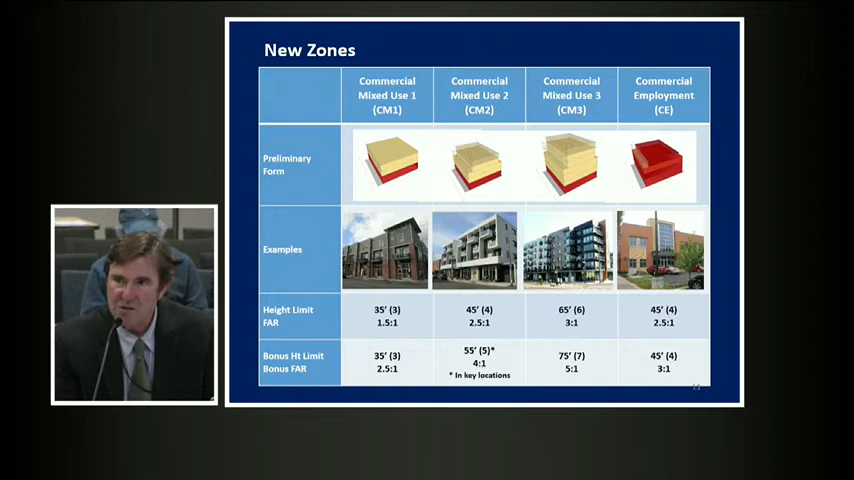 New Zones
Commercial
Mixed Use 1
(CM1)
Commercial
Mixed Use 2
(CM2)
Commercial
Mixed Use 3
(CM3)
Commercial
Employment
(CE)
Preliminary
Form
Examples
Height Limit
FAR
35’ (3)
1.5:1
45’ (4)
2.5:1
65’ (6)
3:1
45’ (4)
2.5:1
Bonus Ht Limit
Bonus FAR
35’ (3)
2.5:1
55’ (5)*
4:1
* In key locations
75’ (7)
5:1
45’ (4)
3:1
11